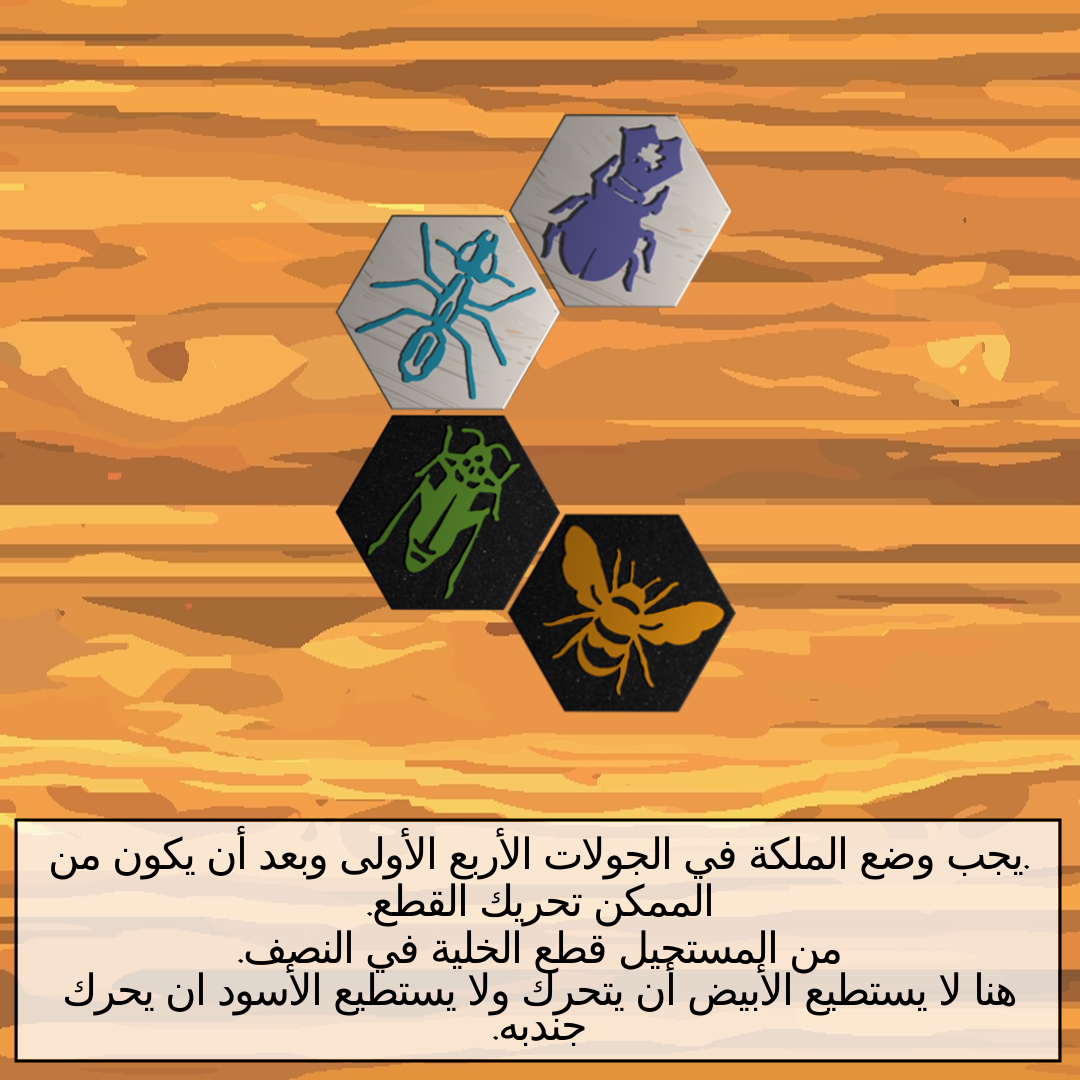 .يجب وضع الملكة في الجولات الأربع الأولى وبعد أن يكون من
الممكن تحريك القطع.
من المستحيل قطع الخلية في النصف.
هنا لا يستطيع الأبيض أن يتحرك ولا يستطيع الأسود ان يحرك
جندبه.